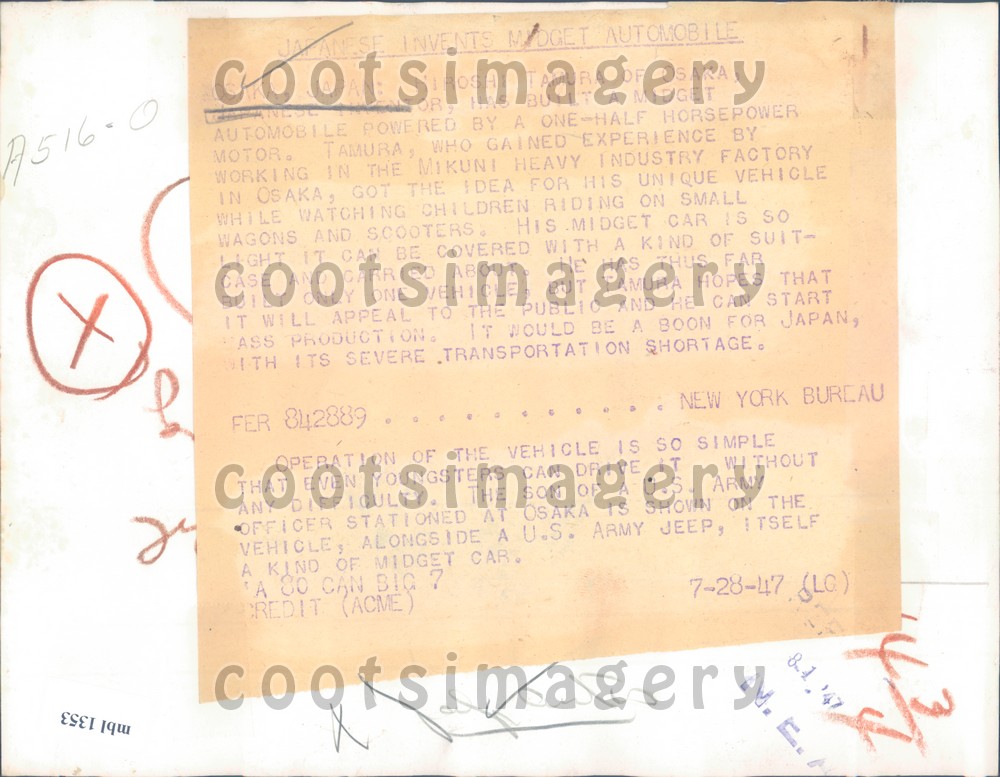 JAPANESE INVENTS MIDGET AUTOMOBILE
OSAKA, JAPAN: HIROSHI TAMURA OF OSAKA,
JAPANESE INVENTOR, HAS BUILT A MIDGET
AUTOMOBILE POWERED BY A ONE-HALF HORSEPOWER
MOTOR. TAMURA, WHO GAINED EXPERIENCE BY
WORKING IN THE MIKUNI HEAVY INDUSTRY FACTORY
IN OSAKA, GOT THE IDEA FOR HIS UNIQUE VEHICLE
WHILE WATCHING CHILDREN RIDING ON SMALL
WAGONS AND SCOOTERS. HIS MIDGET CAR IS SO
LIGHT IT CAN BE COVERED WITH A KIND OF SUIT-
CASE AND CARRIED ABOUT. HE HAS THUS FAR
BUILT ONLY ONE VEHICLE, BUT TAMURA HOPES THAT
IT WILL APPEAL TO THE PUBLIC AND HE CAN START
ASS PRODUCTION. IT WOULD BE A BOON FOR JAPAN,
WITH ITS SEVERE TRANSPORTATION SHORTAGE.
FER 842889 . . . . . . . . . . . . NEW YORK BUREAU
OPERATION OF THE VEHICLE IS SO SIMPLE
THAT EVEN YOUNGSTERS CAN DRIVE IT WITHOUT
ANY DIFFICULTY. THE SON OF A U.S. ARMY
OFFICER STATIONED AT OSAKA IS SHOWN ON THE
VEHICLE, ALONGSIDE A U.S. ARMY JEEP, ITSELF
A KIND OF MIDGET CAR.
A 80 CAN BIG 7
CREDIT (ACME) 7-28-47 (LG)
A516-O
X
8.1.'47
N. E. A
mbl 1353
cootsimagery
cootsimagery
cootsimagery
cootsimagery